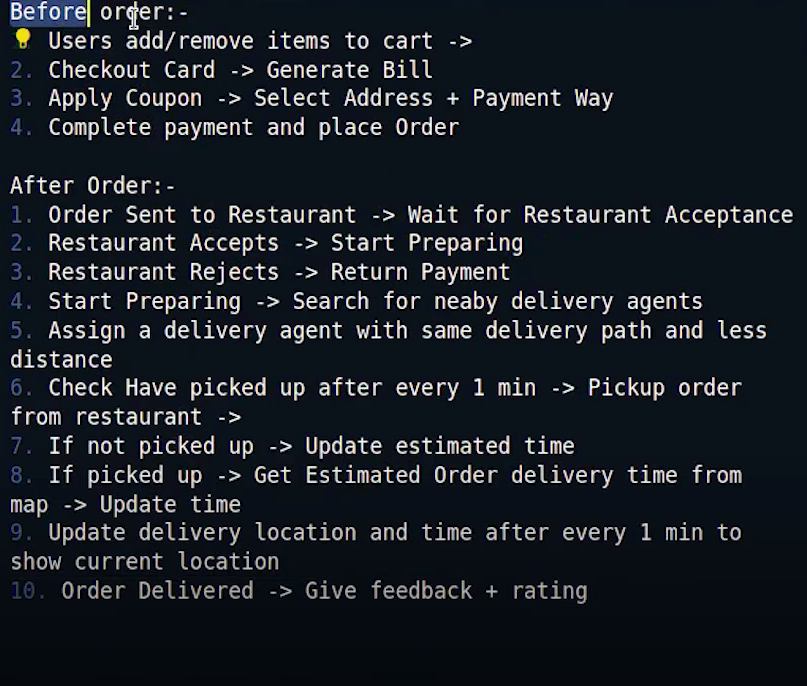 Before order:-
Users add/remove items to cart ->
2. Checkout Card -> Generate Bill
3. Apply Coupon -> Select Address + Payment Way
4. Complete payment and place Order
After Order:-
1. Order Sent to Restaurant -> Wait for Restaurant Acceptance
2. Restaurant Accepts -> Start Preparing
3. Restaurant Rejects -> Return Payment
4. Start Preparing -> Search for neaby delivery agents
5. Assign a delivery agent with same delivery path and less
distance
6. Check Have picked up after every 1 min -> Pickup order
from restaurant ->
7. If not picked up -> Update estimated time
8. If picked up -> Get Estimated Order delivery time from
map -> Update time
9. Update delivery location and time after every 1 min to
show current location
10. Order Delivered -> Give feedback + rating